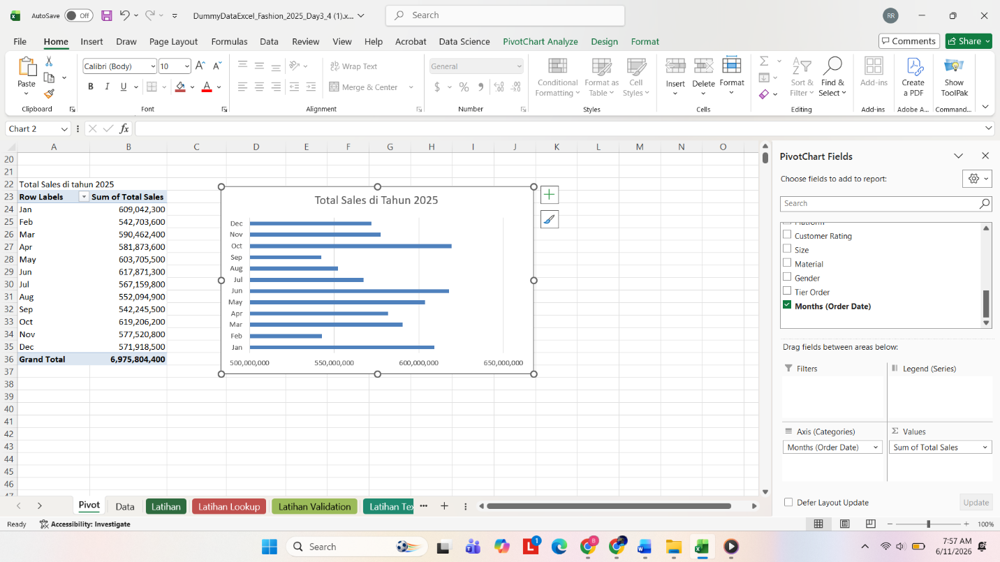 AutoSave Off DummyDataExcel_Fashion_2025_Day3_4 (1).x... Search RR
File Home Insert Draw Page Layout Formulas Data Review View Help Acrobat Data Science PivotChart Analyze Design Format Comments Share
Paste Calibri (Body) 10 Wrap Text General Conditional Formatting Format as Table Cell Styles Insert Delete Format Sort & Filter Find & Select Add-ins Create a PDF Show ToolPak
B I U Merge & Center $ % 9
Clipboard Font Alignment Number Styles Cells Editing Add-ins Adobe A... Command...
Chart 2 fx
A B C D E F G H I J K L M N O
20
21
22 Total Sales di tahun 2025
23 Row Labels Sum of Total Sales
24 Jan 609,042,300
25 Feb 542,703,600
26 Mar 590,462,400
27 Apr 581,873,600
28 May 603,705,500
29 Jun 617,871,300
30 Jul 567,159,800
31 Aug 552,094,900
32 Sep 542,245,500
33 Oct 619,206,200
34 Nov 577,520,800
35 Dec 571,918,500
36 Grand Total 6,975,804,400
37
38
39
40
41
42
43
44
45
46
Total Sales di Tahun 2025
Dec
Nov
Oct
Sep
Aug
Jul
Jun
May
Apr
Mar
Feb
Jan
500,000,000 550,000,000 600,000,000 650,000,000
PivotChart Fields
Choose fields to add to report:
Search
Customer Rating
Size
Material
Gender
Tier Order
Months (Order Date)
Drag fields between areas below:
Filters Legend (Series)
Axis (Categories) Values
Months (Order Date) Sum of Total Sales
Defer Layout Update Update
Pivot Data Latihan Latihan Lookup Latihan Validation Latihan Tex
Ready Accessibility: Investigate 100%
Search 1 8
7:57 AM
6/11/2026